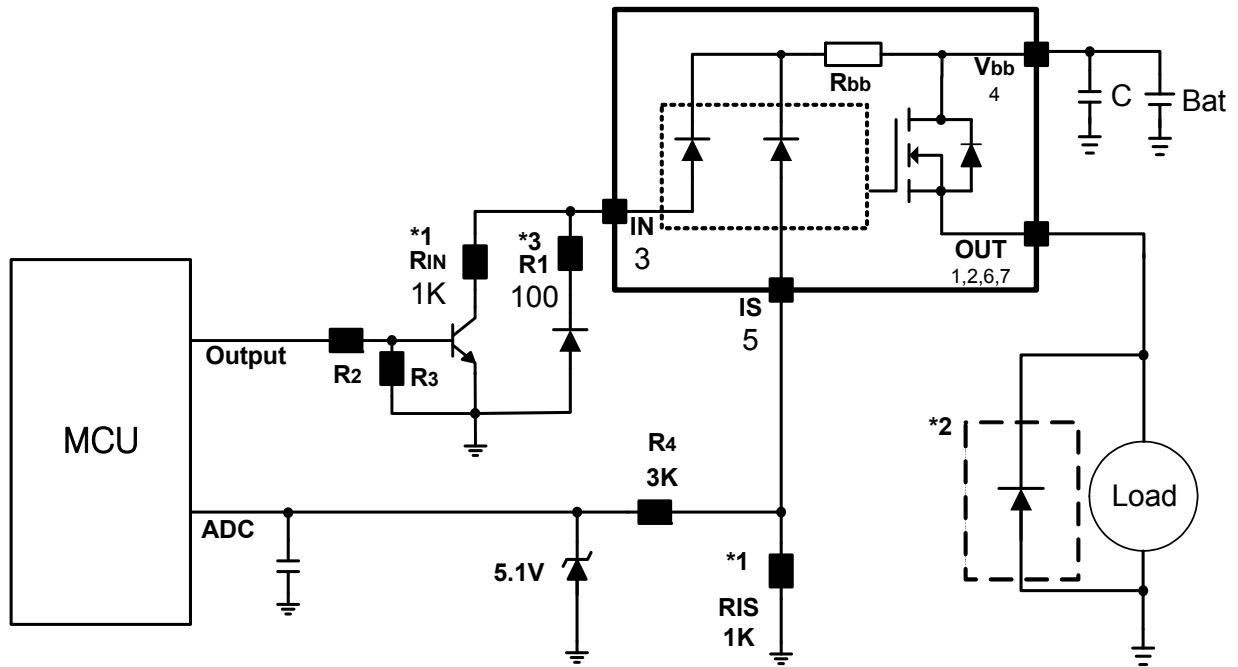 Rbb
Vbb
4
C
Bat
*1
RIN
1K
*3
R1
100
IN
3
OUT
1,2,6,7
IS
5
Output
R2
R3
MCU
R4
3K
*2
Load
ADC
5.1V
*1
RIS
1K